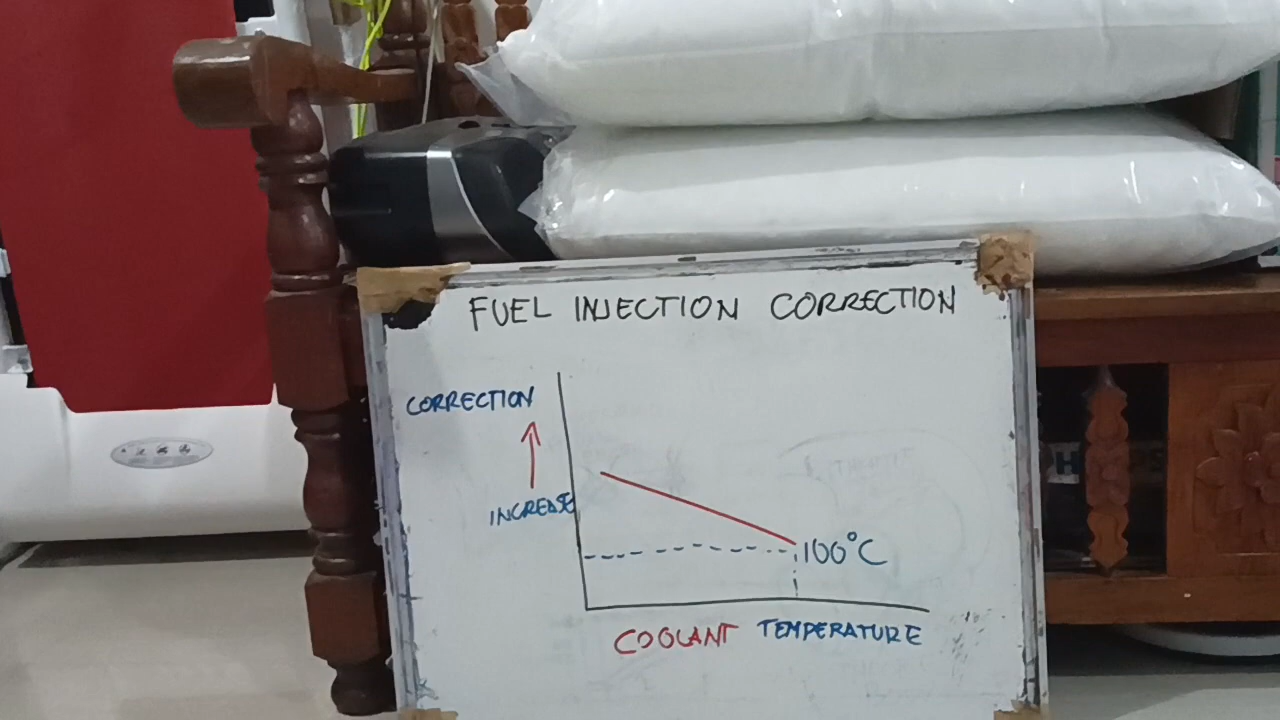 FUEL INJECTION CORRECTION
CORRECTION
INCREASE
100°C
COOLANT TEMPERATURE